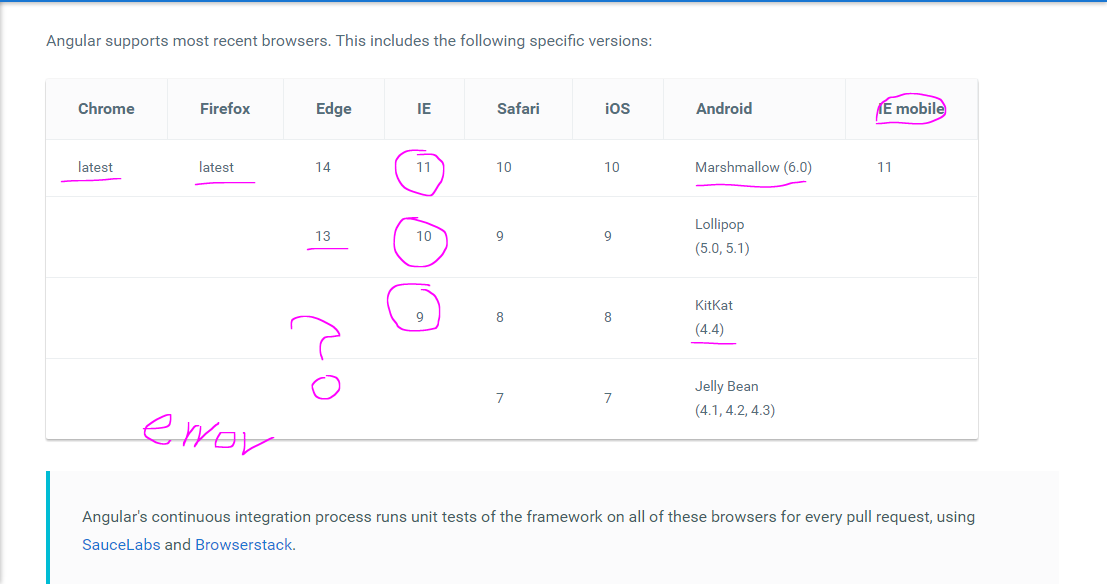 Angular supports most recent browsers. This includes the following specific versions:
Chrome Firefox Edge IE Safari iOS Android IE mobile
latest latest 14 11 10 10 Marshmallow (6.0) 11
13 10 9 9 Lollipop
(5.0, 5.1)
9 8 8 KitKat
(4.4)
?
7 7 Jelly Bean
(4.1, 4.2, 4.3)
error
Angular's continuous integration process runs unit tests of the framework on all of these browsers for every pull request, using
SauceLabs and Browserstack.